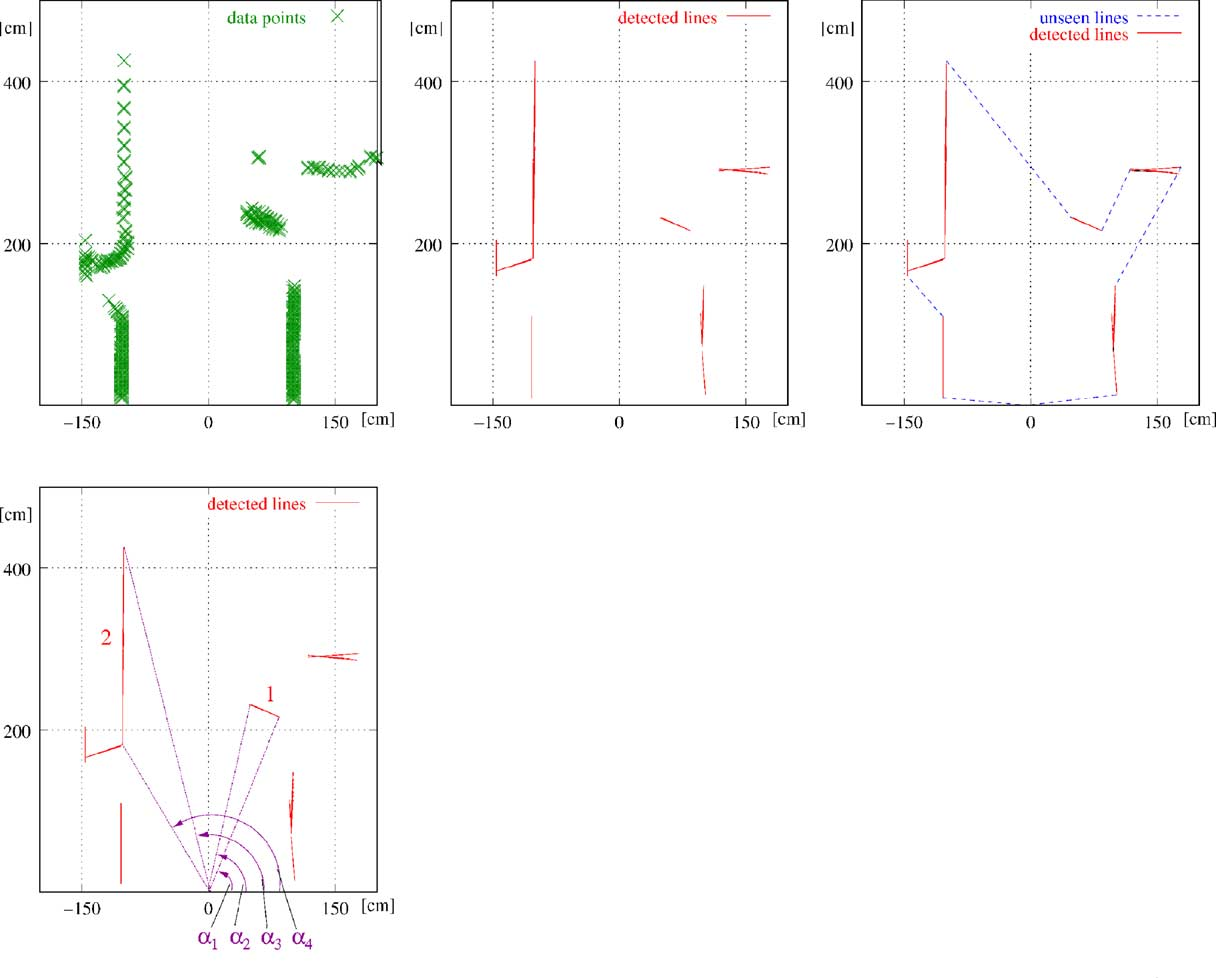 data points
[cm]
400
200
−150 0 150 [cm]
detected lines
[cm]
400
200
−150 0 150 [cm]
unseen lines
detected lines
[cm]
400
200
−150 0 150 [cm]
detected lines
[cm]
400
2
1
200
−150 0 150 [cm]
α1 α2 α3 α4